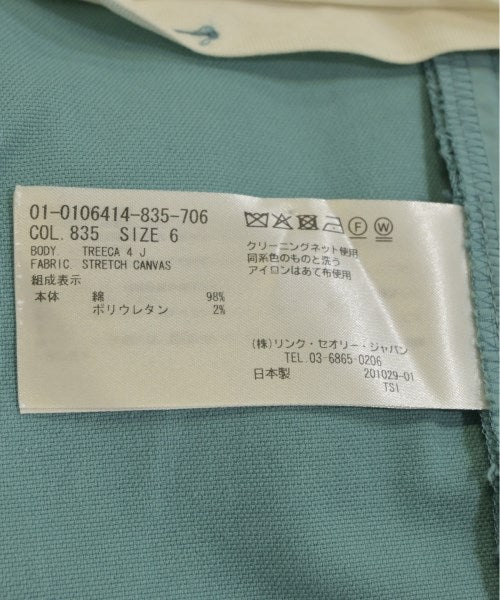 01-0106414-835-706
COL. 835 SIZE 6
BODY. TREECA 4 J
FABRIC. STRETCH CANVAS
組成表示
本体 綿 98%
ポリウレタン 2%
F W
クリーニングネット使用
同系色のものと洗う
アイロンはあて布使用
(株)リンク・セオリー・ジャパン
TEL.03-6865-0206
日本製 201029-01
TSI